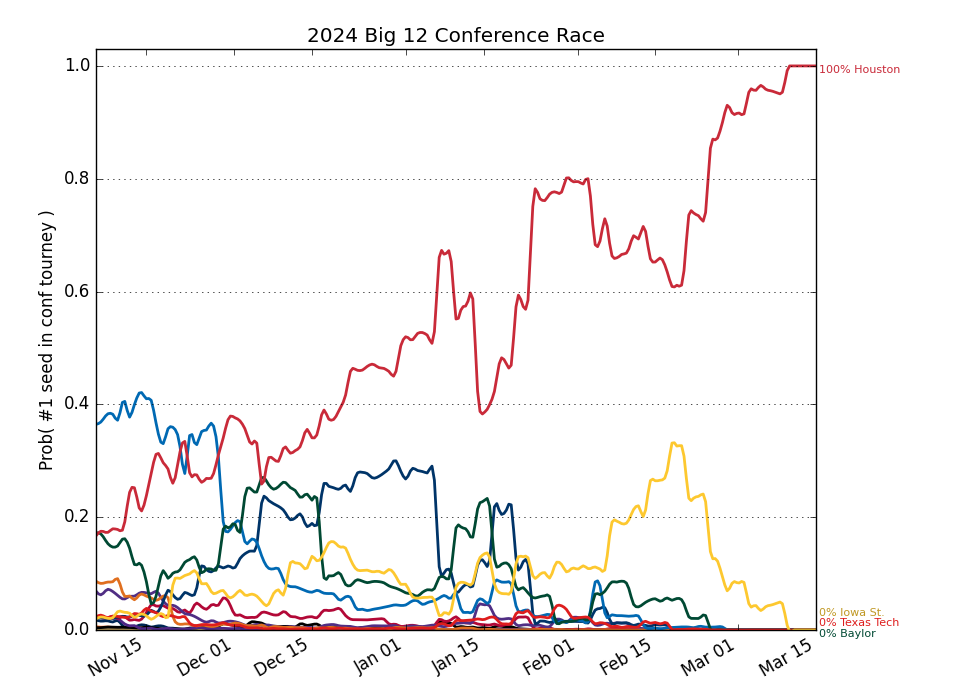 2024 Big 12 Conference Race
Prob( #1 seed in conf tourney )
1.0
0.8
0.6
0.4
0.2
0.0
100% Houston
0% Iowa St.
0% Texas Tech
0% Baylor
Nov 15
Dec 01
Dec 15
Jan 01
Jan 15
Feb 01
Feb 15
Mar 01
Mar 15